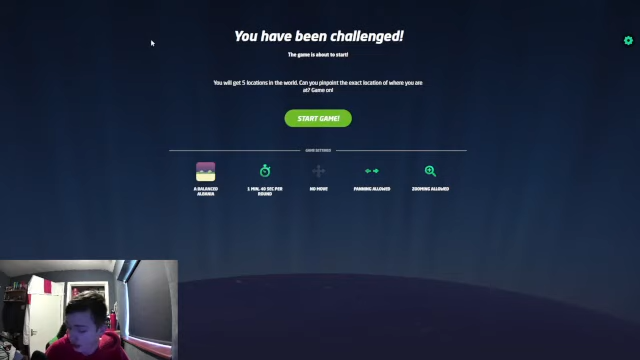 You have been challenged!
The game is about to start!
You will get 5 locations in the world. Can you pinpoint the exact location of where you are
at? Game on!
START GAME!
GAME SETTINGS
A BALANCED
1 MIN. 40 SEC PER
ROUND
NO MOVE
PANNING ALLOWED
ZOOMING ALLOWED